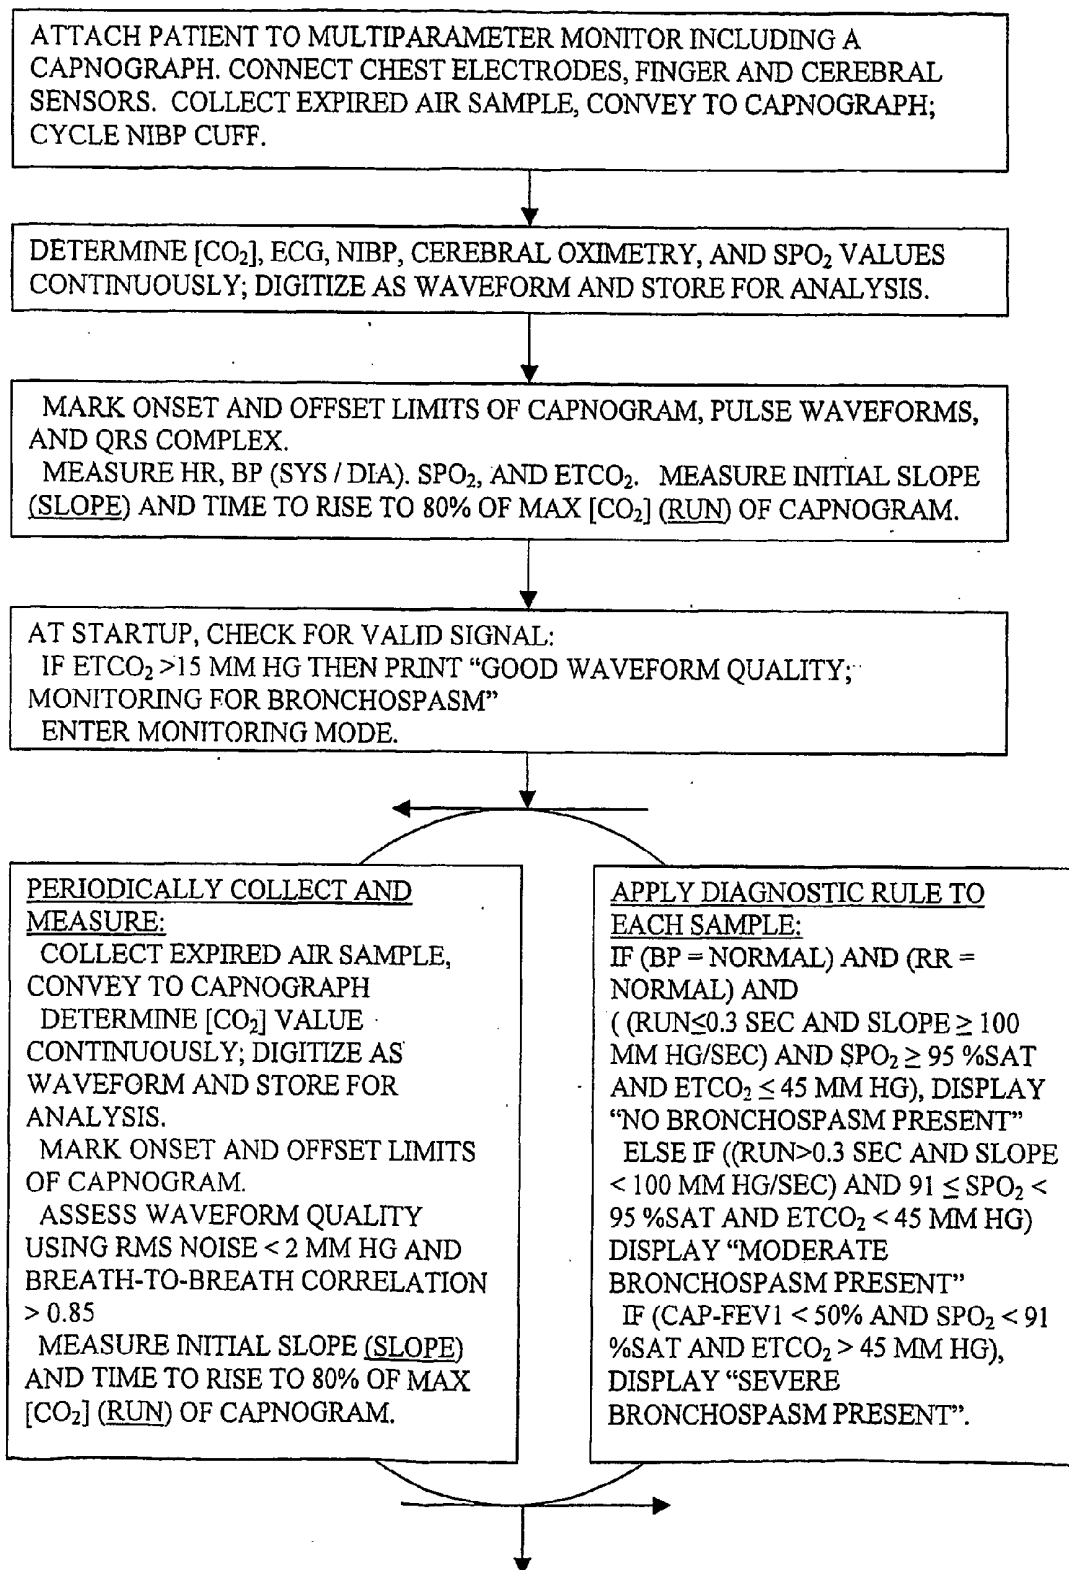 ATTACH PATIENT TO MULTIPARAMETER MONITOR INCLUDING A
CAPNOGRAPH. CONNECT CHEST ELECTRODES, FINGER AND CEREBRAL
SENSORS. COLLECT EXPIRED AIR SAMPLE, CONVEY TO CAPNOGRAPH;
CYCLE NIBP CUFF.
DETERMINE [CO₂], ECG, NIBP, CEREBRAL OXIMETRY, AND SPO₂ VALUES
CONTINUOUSLY; DIGITIZE AS WAVEFORM AND STORE FOR ANALYSIS.
MARK ONSET AND OFFSET LIMITS OF CAPNOGRAM, PULSE WAVEFORMS,
AND QRS COMPLEX.
MEASURE HR, BP (SYS / DIA). SPO₂, AND ETCO₂. MEASURE INITIAL SLOPE
(SLOPE) AND TIME TO RISE TO 80% OF MAX [CO₂] (RUN) OF CAPNOGRAM.
AT STARTUP, CHECK FOR VALID SIGNAL:
IF ETCO₂ >15 MM HG THEN PRINT “GOOD WAVEFORM QUALITY;
MONITORING FOR BRONCHOSPASM”
ENTER MONITORING MODE.
PERIODICALLY COLLECT AND
MEASURE:
COLLECT EXPIRED AIR SAMPLE,
CONVEY TO CAPNOGRAPH
DETERMINE [CO₂] VALUE
CONTINUOUSLY; DIGITIZE AS
WAVEFORM AND STORE FOR
ANALYSIS.
MARK ONSET AND OFFSET LIMITS
OF CAPNOGRAM.
ASSESS WAVEFORM QUALITY
USING RMS NOISE < 2 MM HG AND
BREATH-TO-BREATH CORRELATION
> 0.85
MEASURE INITIAL SLOPE (SLOPE)
AND TIME TO RISE TO 80% OF MAX
[CO₂] (RUN) OF CAPNOGRAM.
APPLY DIAGNOSTIC RULE TO
EACH SAMPLE:
IF (BP = NORMAL) AND (RR =
NORMAL) AND
( (RUN≤0.3 SEC AND SLOPE ≥ 100
MM HG/SEC) AND SPO₂ ≥ 95 %SAT
AND ETCO₂ ≤ 45 MM HG), DISPLAY
“NO BRONCHOSPASM PRESENT”
ELSE IF ((RUN>0.3 SEC AND SLOPE
< 100 MM HG/SEC) AND 91 ≤ SPO₂ <
95 %SAT AND ETCO₂ < 45 MM HG)
DISPLAY “MODERATE
BRONCHOSPASM PRESENT”
IF (CAP-FEV1 < 50% AND SPO₂ < 91
%SAT AND ETCO₂ > 45 MM HG),
DISPLAY “SEVERE
BRONCHOSPASM PRESENT”.